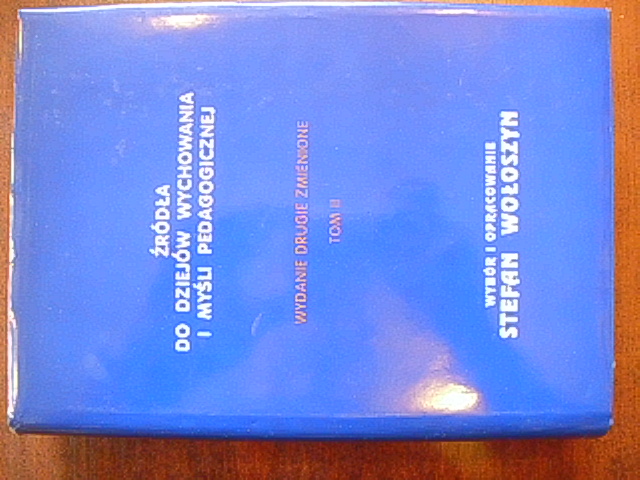 ŹRÓDŁA
DO DZIEJÓW WYCHOWANIA
I MYŚLI PEDAGOGICZNEJ
WYDANIE DRUGIE ZMIENIONE
TOM II
WYBÓR I OPRACOWANIE
STEFAN WOŁOSZYN